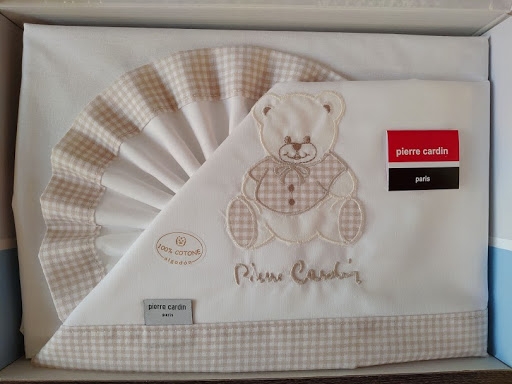 pierre cardin
paris
100% COTONE
algodón
Pierre Cardin
pierre cardin
PARIS